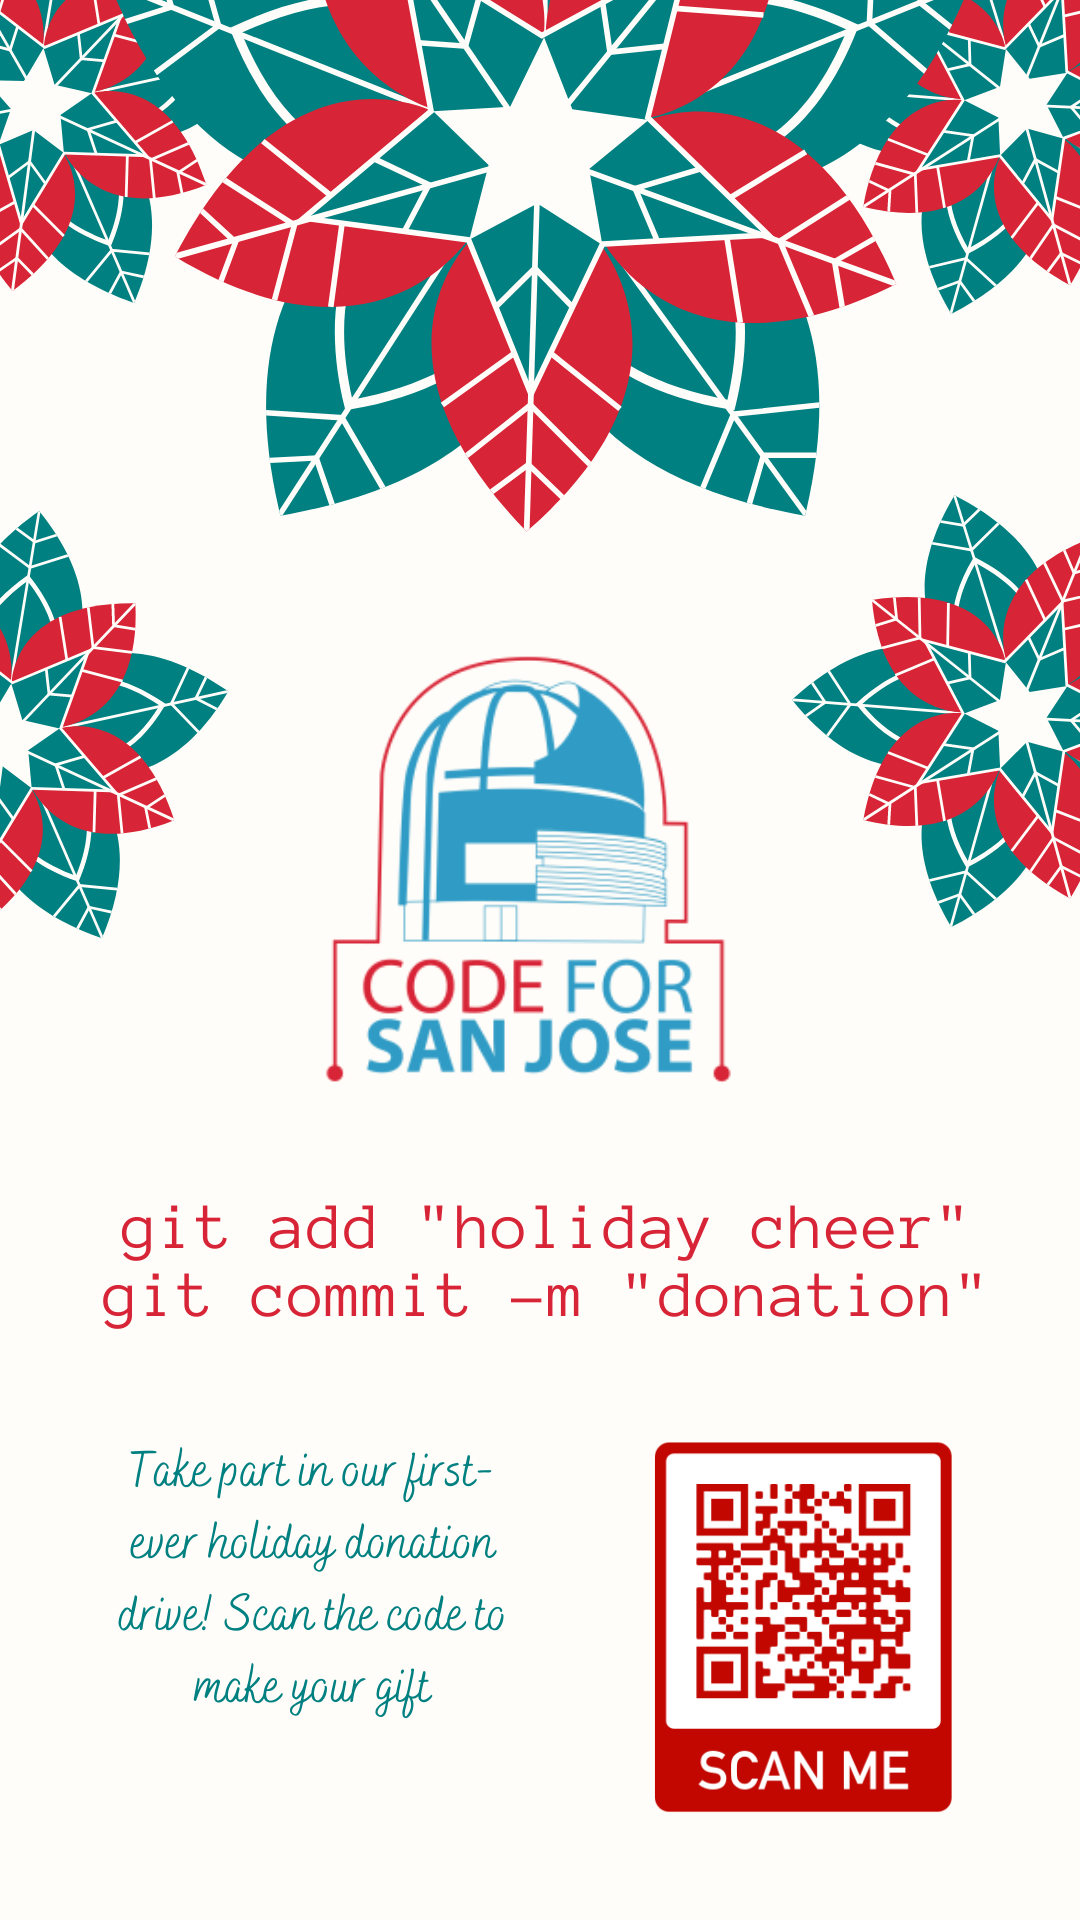 CODE FOR
SAN JOSE
git add "holiday cheer"
git commit -m "donation"
Take part in our first-
ever holiday donation
drive! Scan the code to
make your gift
SCAN ME